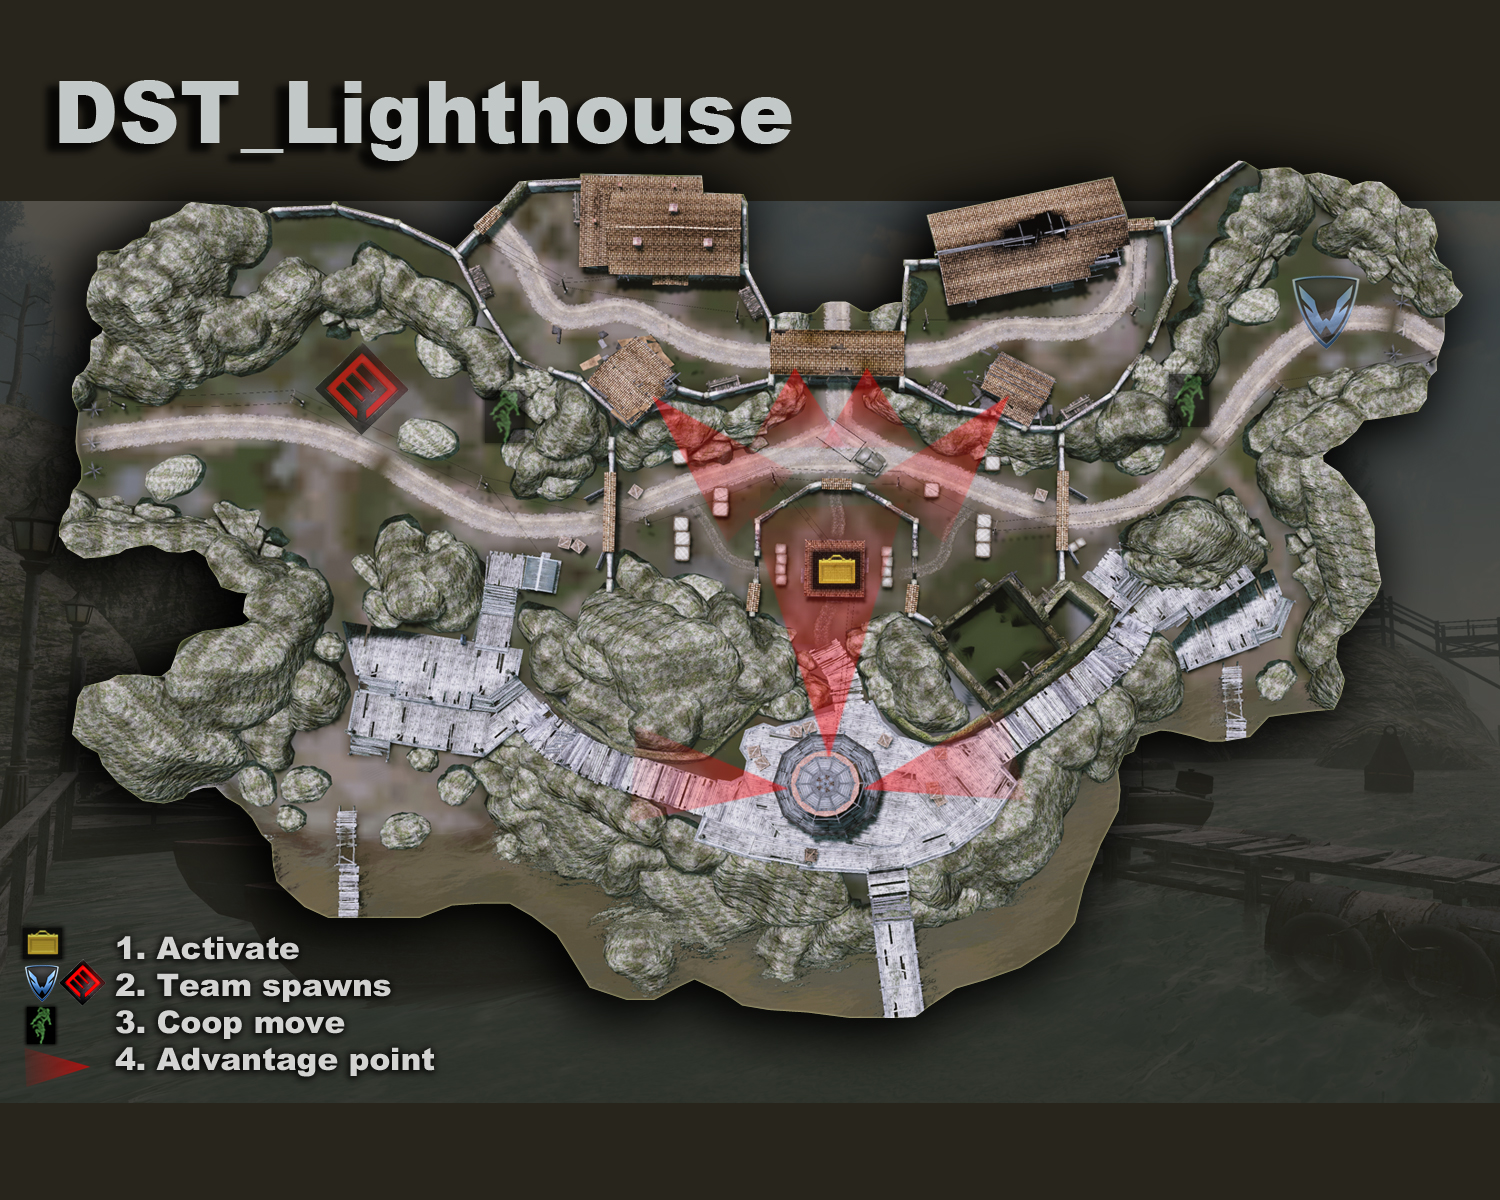 DST_Lighthouse
1. Activate
2. Team spawns
3. Coop move
4. Advantage point